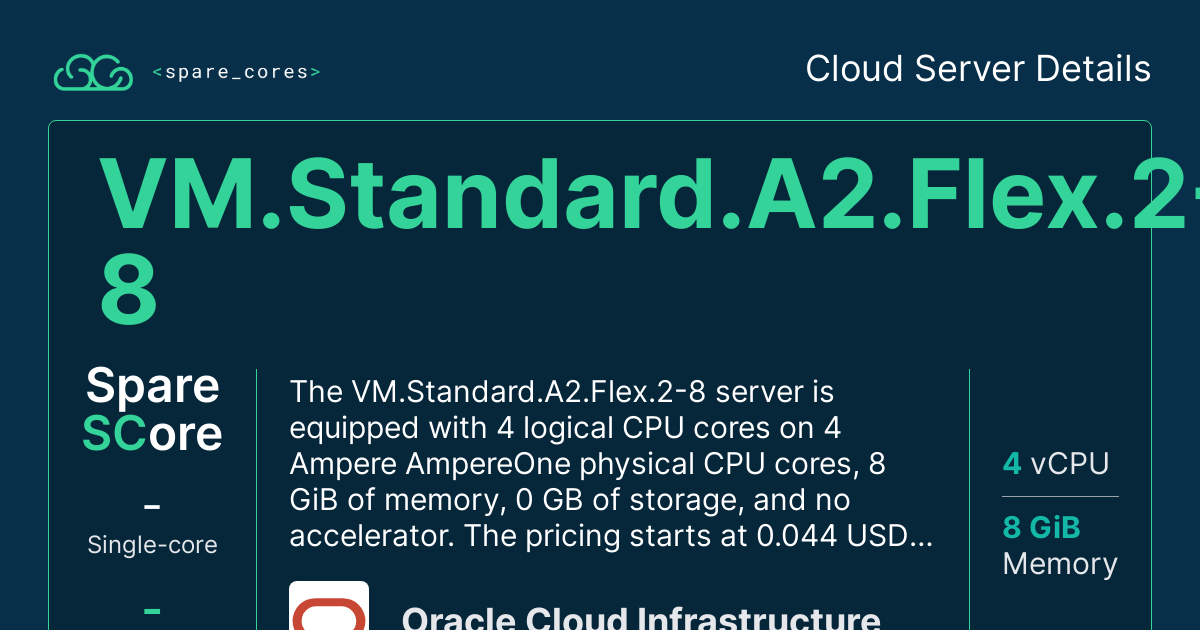 <spare_cores>
Cloud Server Details
VM.Standard.A2.Flex.2-
8
Spare
SCore
–
Single-core
–
The VM.Standard.A2.Flex.2-8 server is
equipped with 4 logical CPU cores on 4
Ampere AmpereOne physical CPU cores, 8
GiB of memory, 0 GB of storage, and no
accelerator. The pricing starts at 0.044 USD...
Oracle Cloud Infrastructure
4 vCPU
8 GiB
Memory